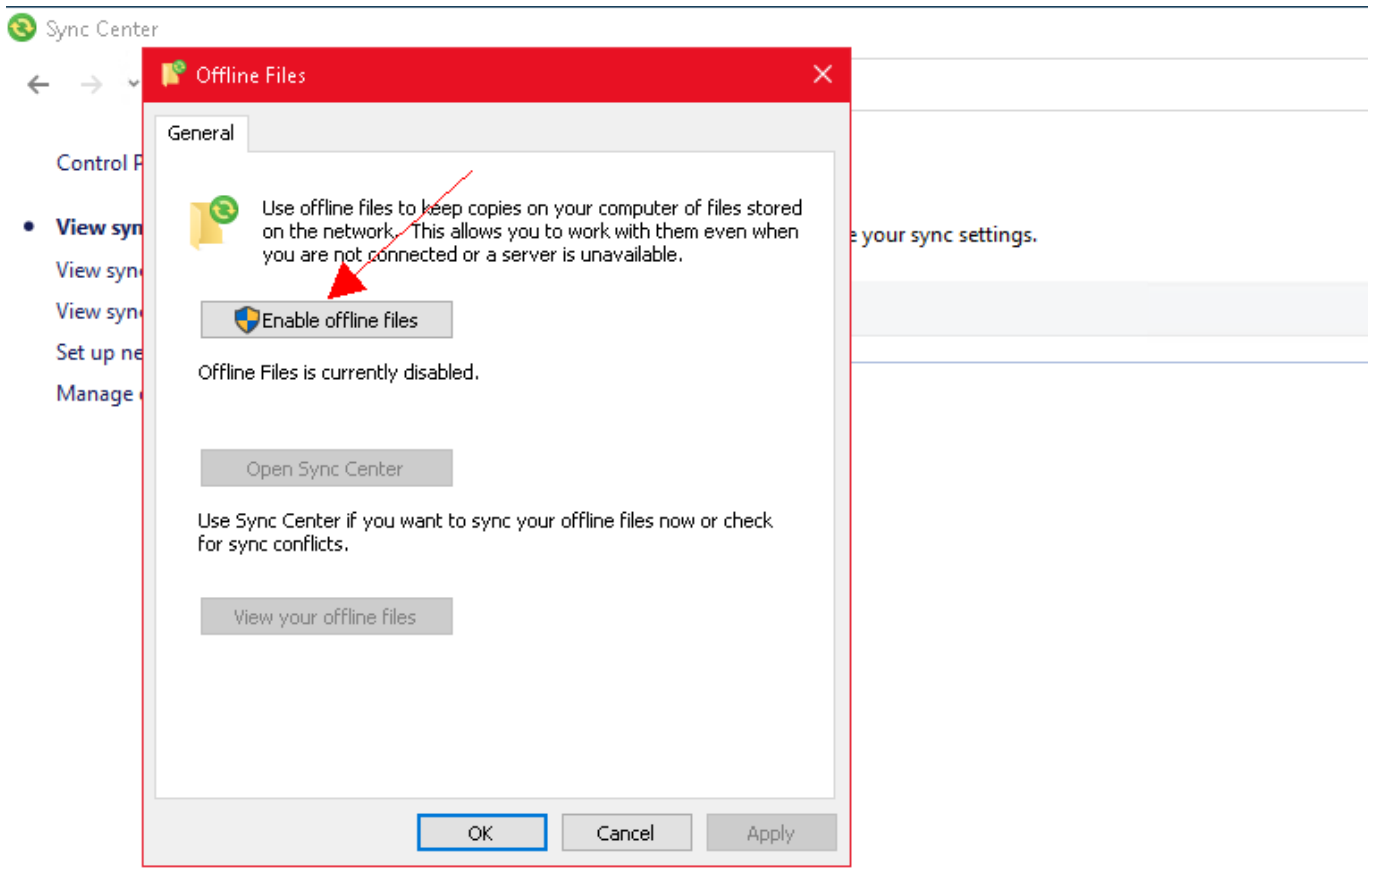 Sync Center
Offline Files
General
Control P
View syn
View syn
View syn
Set up ne
Manage
Use offline files to keep copies on your computer of files stored
on the network. This allows you to work with them even when
you are not connected or a server is unavailable.
e your sync settings.
Enable offline files
Offline Files is currently disabled.
Open Sync Center
Use Sync Center if you want to sync your offline files now or check
for sync conflicts.
View your offline files
OK
Cancel
Apply